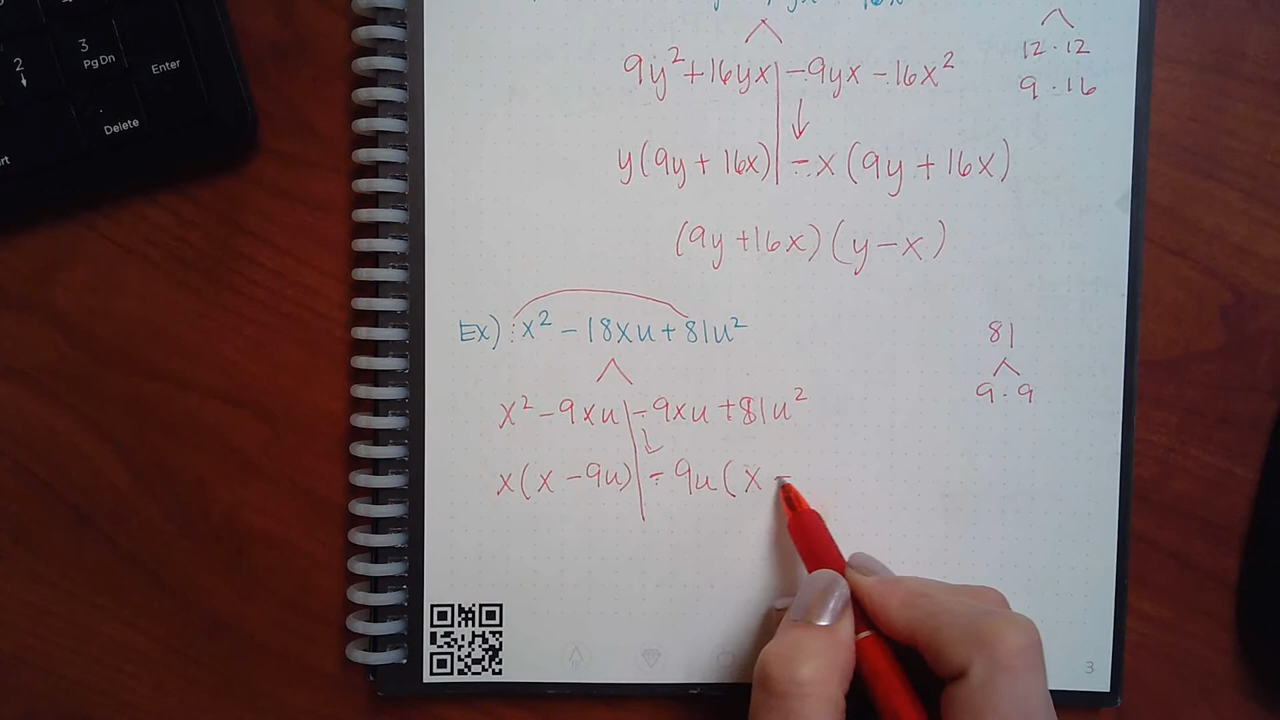 12 · 12
9y² + 16yx | − 9yx − 16x²
9 · 16
y(9y + 16x) | − x(9y + 16x)
(9y + 16x)(y − x)
Ex) : x² − 18xu + 81u²
81
9 · 9
x² − 9xu | − 9xu + 81u²
x(x − 9u) | − 9u(x −
3
2
3
PgDn
Enter
Delete